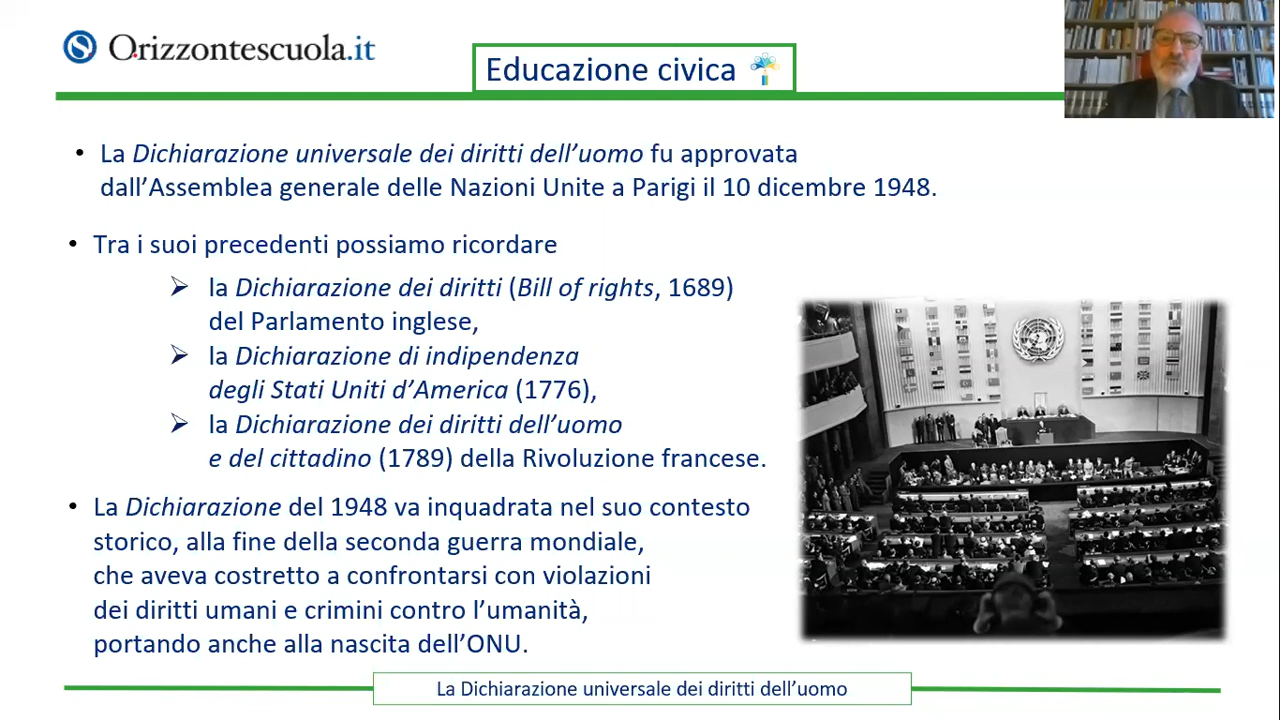 Orizzontescuola.it
Educazione civica
• La Dichiarazione universale dei diritti dell’uomo fu approvata
dall’Assemblea generale delle Nazioni Unite a Parigi il 10 dicembre 1948.
• Tra i suoi precedenti possiamo ricordare
➢ la Dichiarazione dei diritti (Bill of rights, 1689)
del Parlamento inglese,
➢ la Dichiarazione di indipendenza
degli Stati Uniti d’America (1776),
➢ la Dichiarazione dei diritti dell’uomo
e del cittadino (1789) della Rivoluzione francese.
• La Dichiarazione del 1948 va inquadrata nel suo contesto
storico, alla fine della seconda guerra mondiale,
che aveva costretto a confrontarsi con violazioni
dei diritti umani e crimini contro l’umanità,
portando anche alla nascita dell’ONU.
La Dichiarazione universale dei diritti dell’uomo